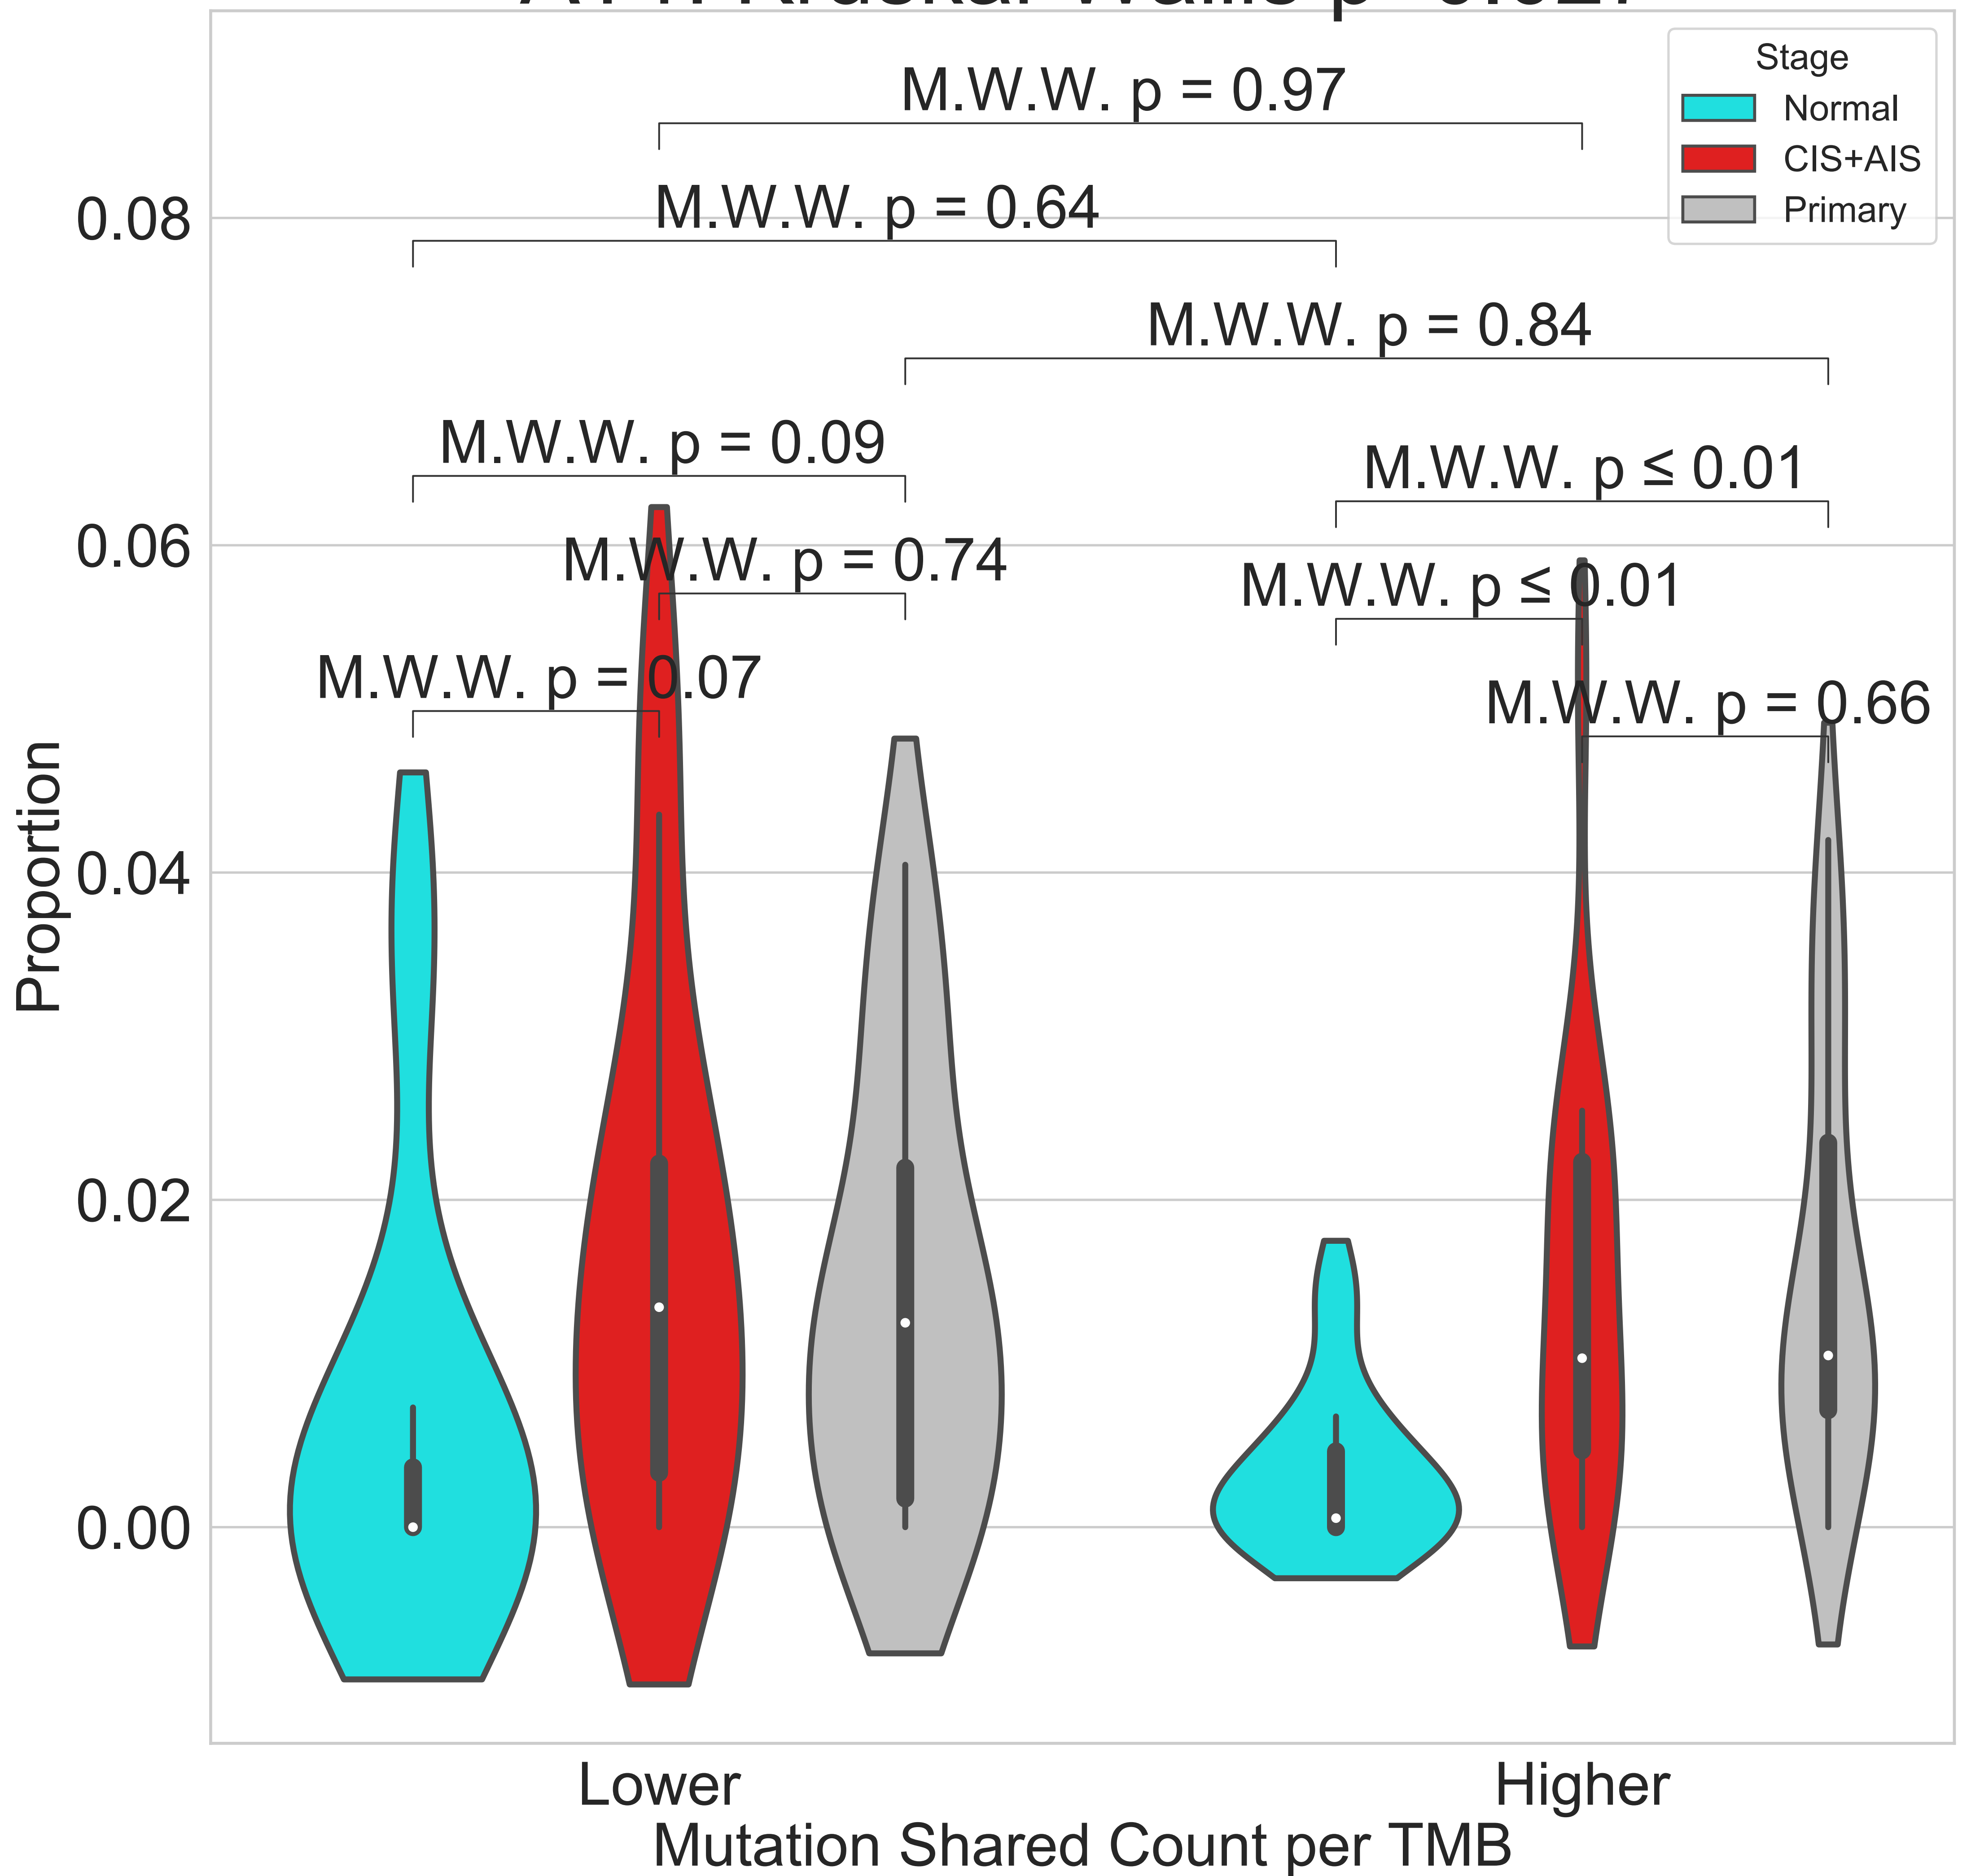 Stage
Normal
CIS+AIS
Primary
M.W.W. p = 0.97
M.W.W. p = 0.64
M.W.W. p = 0.84
M.W.W. p = 0.09
M.W.W. p ≤ 0.01
M.W.W. p = 0.74
M.W.W. p ≤ 0.01
M.W.W. p = 0.07
M.W.W. p = 0.66
0.08
0.06
0.04
0.02
0.00
Proportion
Lower
Higher
Mutation Shared Count per TMB